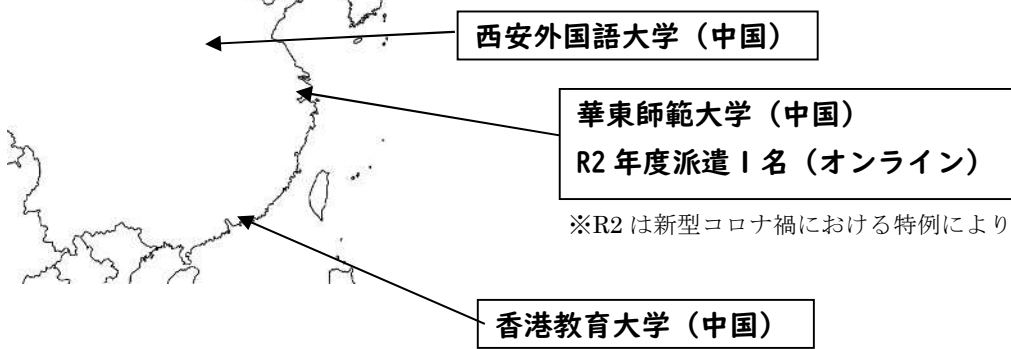 西安外国語大学（中国）
華東師範大学（中国）
R2 年度派遣 1 名（オンライン）
※R2 は新型コロナ禍における特例により
香港教育大学（中国）